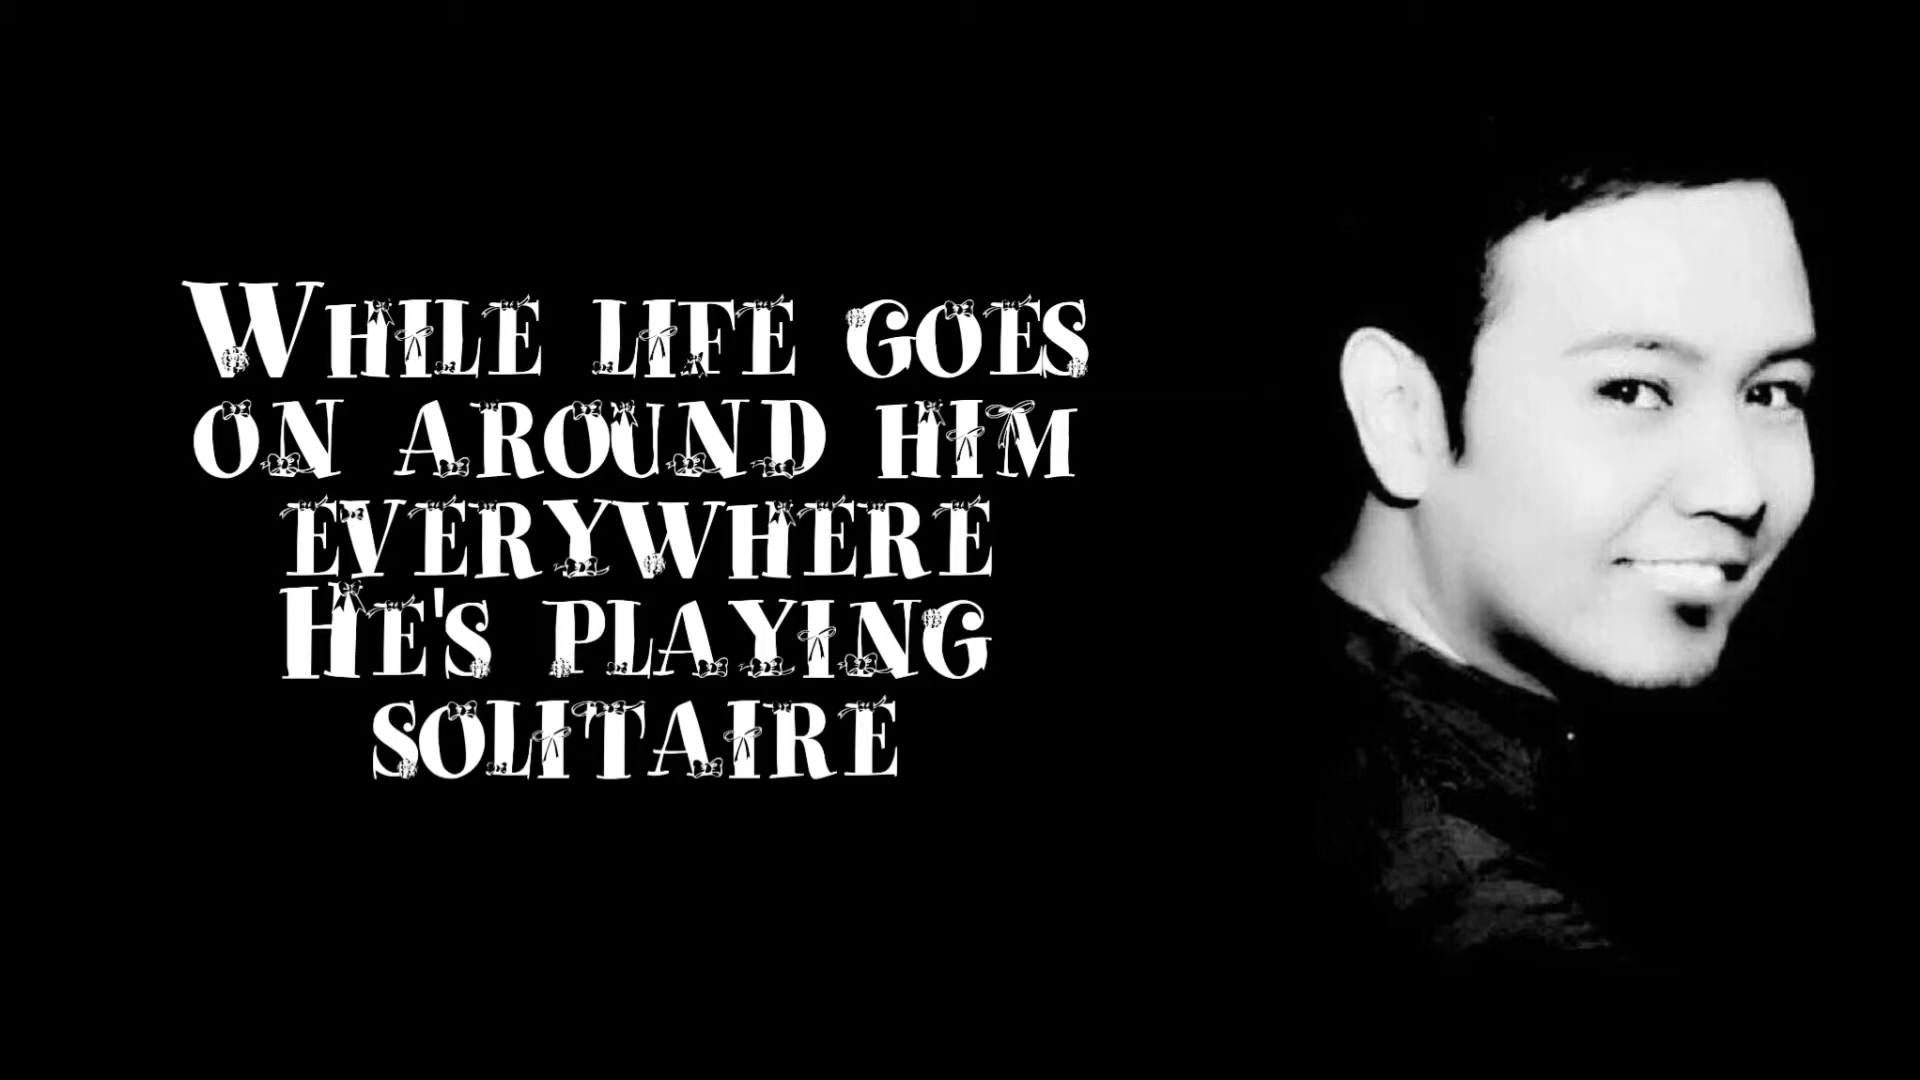 While life goes
on around him
everywhere
He's playing
solitaire